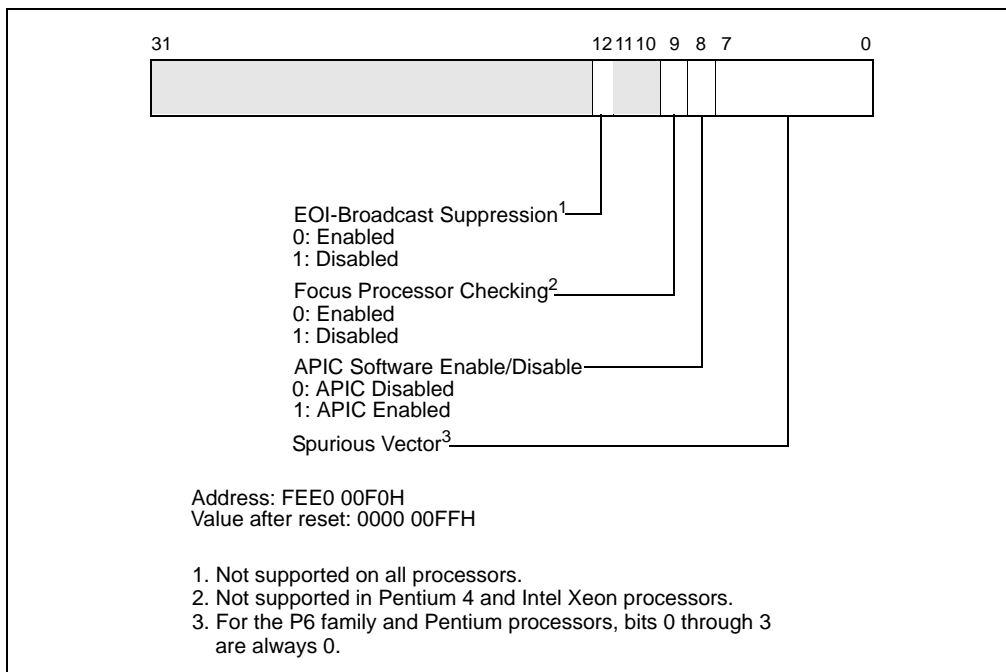 31 12 11 10 9 8 7 0
EOI-Broadcast Suppression1
0: Enabled
1: Disabled
Focus Processor Checking2
0: Enabled
1: Disabled
APIC Software Enable/Disable
0: APIC Disabled
1: APIC Enabled
Spurious Vector3
Address: FEE0 00F0H
Value after reset: 0000 00FFH
1. Not supported on all processors.
2. Not supported in Pentium 4 and Intel Xeon processors.
3. For the P6 family and Pentium processors, bits 0 through 3
are always 0.